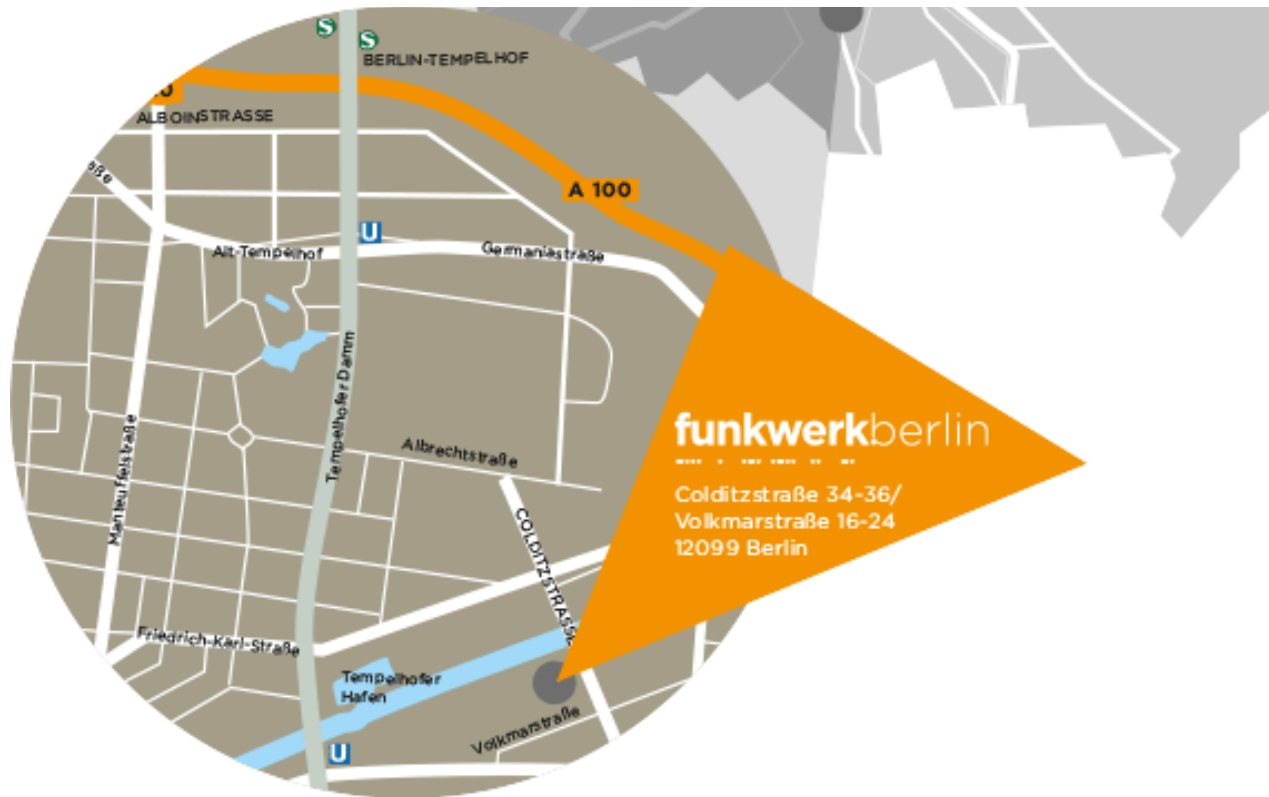 S
S
BERLIN-TEMPELHOF
ALBOINSTRASSE
A 100
U
Alt-Tempelhof
Germaniastraße
Tempelhofer Damm
Manteuffelstraße
Albrechtstraße
funkwerkberlin
Colditzstraße 34-36/
Volkmarstraße 16-24
12099 Berlin
COLDITZSTRASSE
Friedrich-Karl-Straße
Tempelhofer
Hafen
Volkmarstraße
U